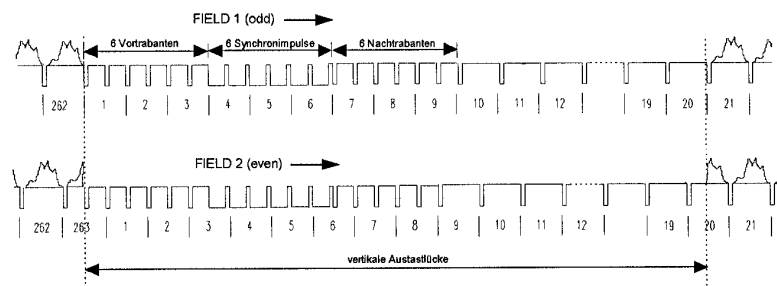 FIELD 1 (odd)
6 Vortrabanten 6 Synchronimpulse 6 Nachtrabanten
262 1 2 3 4 5 6 7 8 9 10 11 12 19 20 21
FIELD 2 (even)
262 263 1 2 3 4 5 6 7 8 9 10 11 12 19 20 21
vertikale Austastlücke